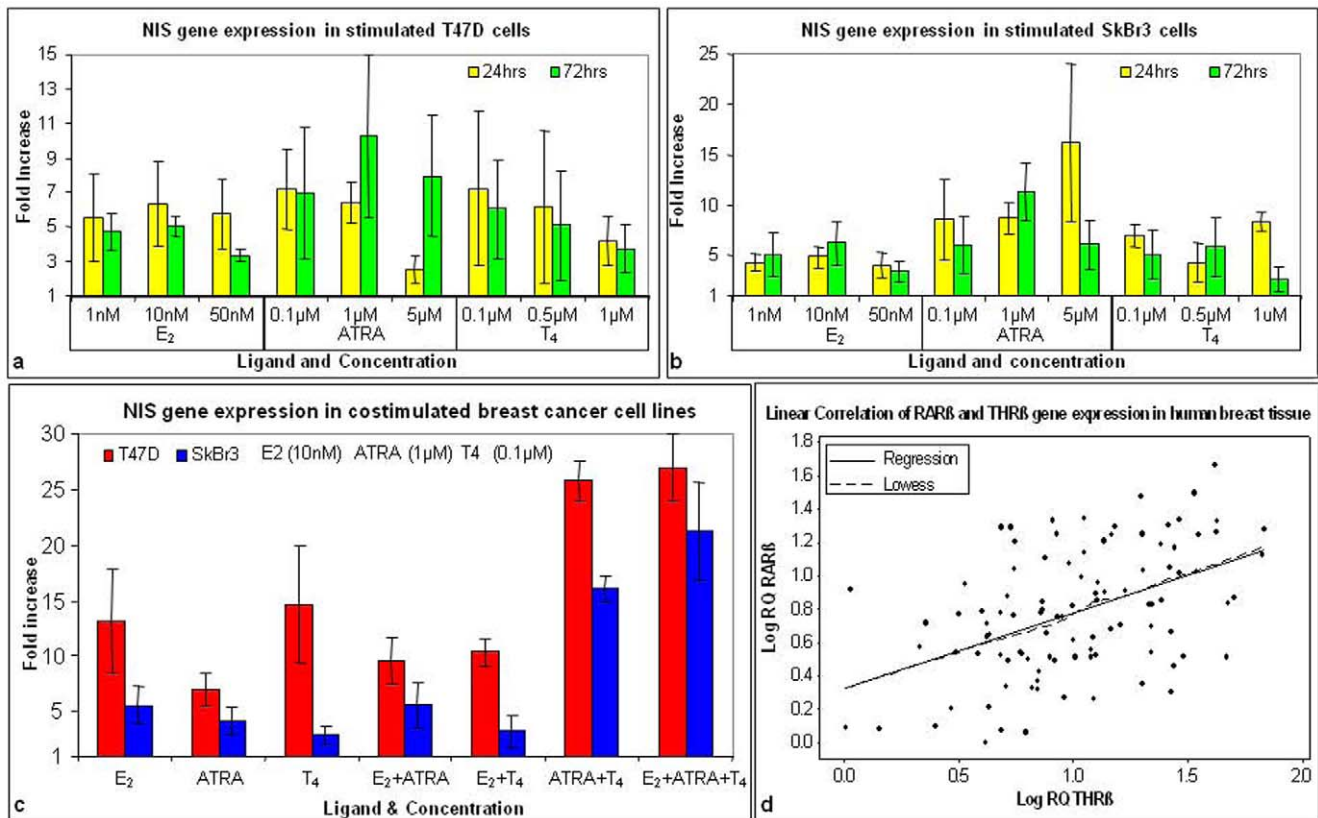 NIS gene expression in stimulated T47D cells
24hrs 72hrs
Fold Increase
15
13
11
9
7
5
3
1
1nM 10nM 50nM 0.1µM 1µM 5µM 0.1µM 0.5µM 1µM
E2 ATRA T4
Ligand and Concentration
a
NIS gene expression in stimulated SkBr3 cells
24hrs 72hrs
Fold Increase
25
20
15
10
5
1
1nM 10nM 50nM 0.1µM 1µM 5µM 0.1µM 0.5µM 1uM
E2 ATRA T4
Ligand and concentration
b
NIS gene expression in costimulated breast cancer cell lines
T47D SkBr3 E2 (10nM) ATRA (1µM) T4 (0.1µM)
Fold increase
30
25
20
15
10
5
1
E2 ATRA T4 E2+ATRA E2+T4 ATRA+T4 E2+ATRA+T4
Ligand & Concentration
c
Linear Correlation of RARß and THRß gene expression in human breast tissue
Regression
Lowess
Log RQ RARß
1.8
1.6
1.4
1.2
1.0
0.8
0.6
0.4
0.2
0.0
0.0 0.5 1.0 1.5 2.0
Log RQ THRß
d